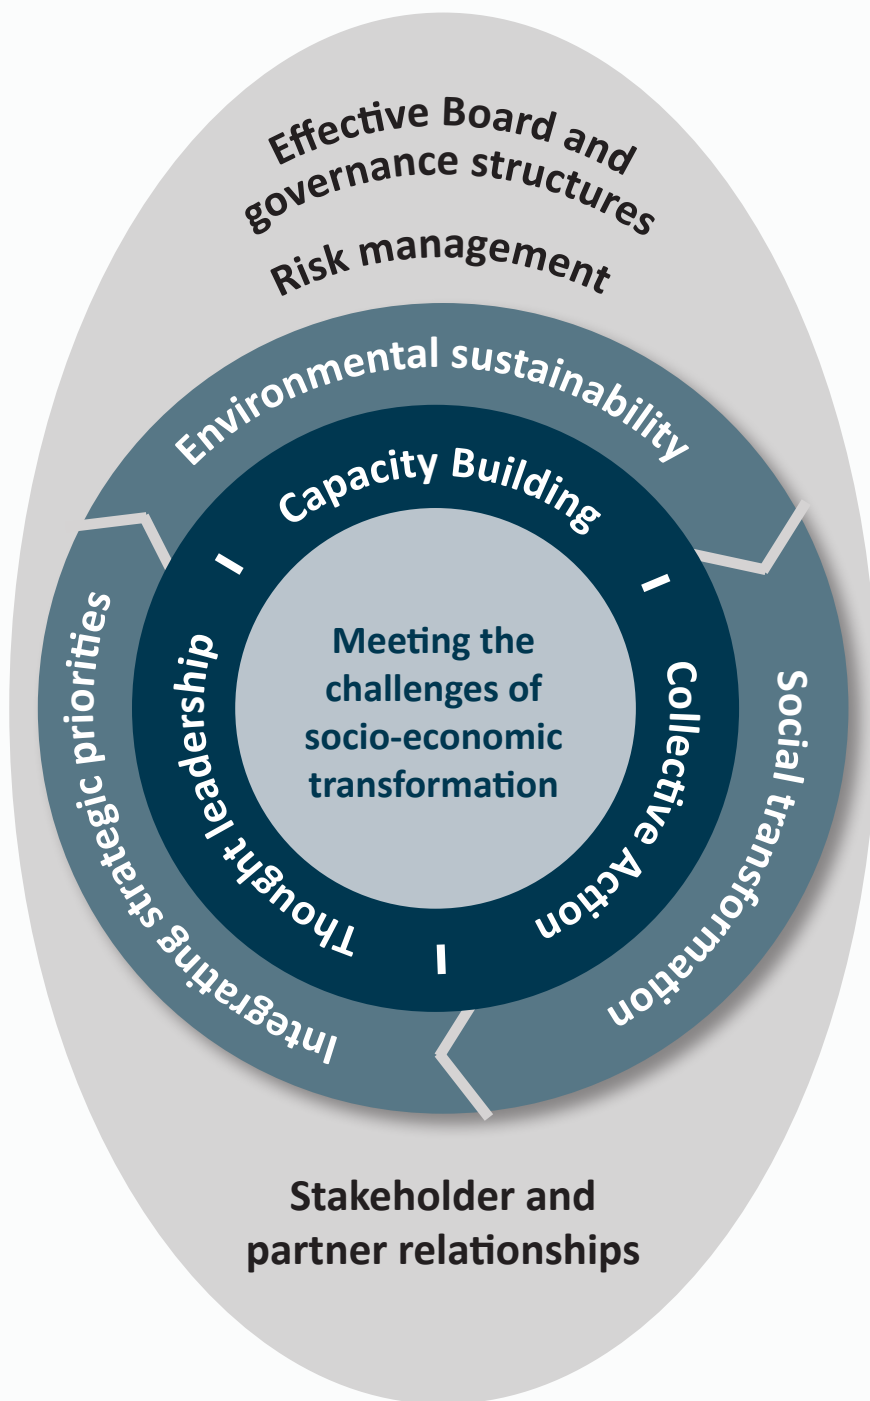 Effective Board and
governance structures
Risk management
Environmental sustainability
Capacity Building
Meeting the
challenges of
socio-economic
transformation
Collective Action
Social transformation
Thought leadership
Integrating strategic priorities
Stakeholder and
partner relationships